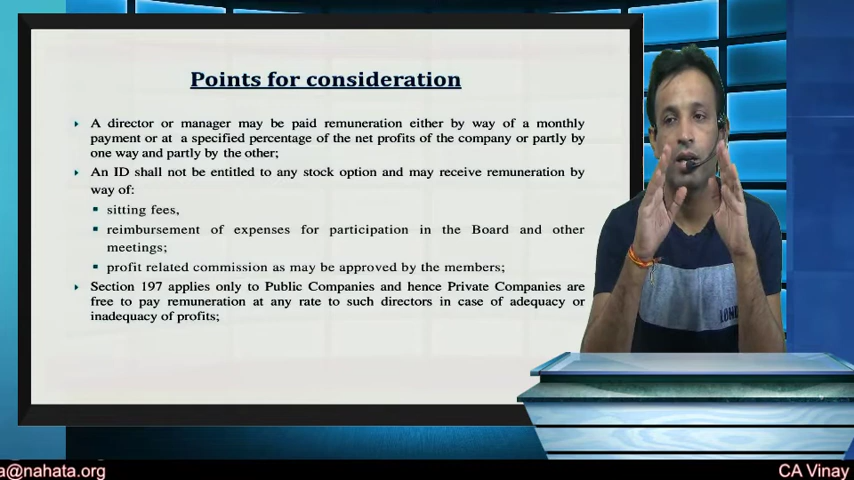 Points for consideration
A director or manager may be paid remuneration either by way of a monthly
payment or at a specified percentage of the net profits of the company or partly by
one way and partly by the other;
An ID shall not be entitled to any stock option and may receive remuneration by
way of:
sitting fees,
reimbursement of expenses for participation in the Board and other
meetings;
profit related commission as may be approved by the members;
Section 197 applies only to Public Companies and hence Private Companies are
free to pay remuneration at any rate to such directors in case of adequacy or
inadequacy of profits;
a@nahata.org
CA Vinay